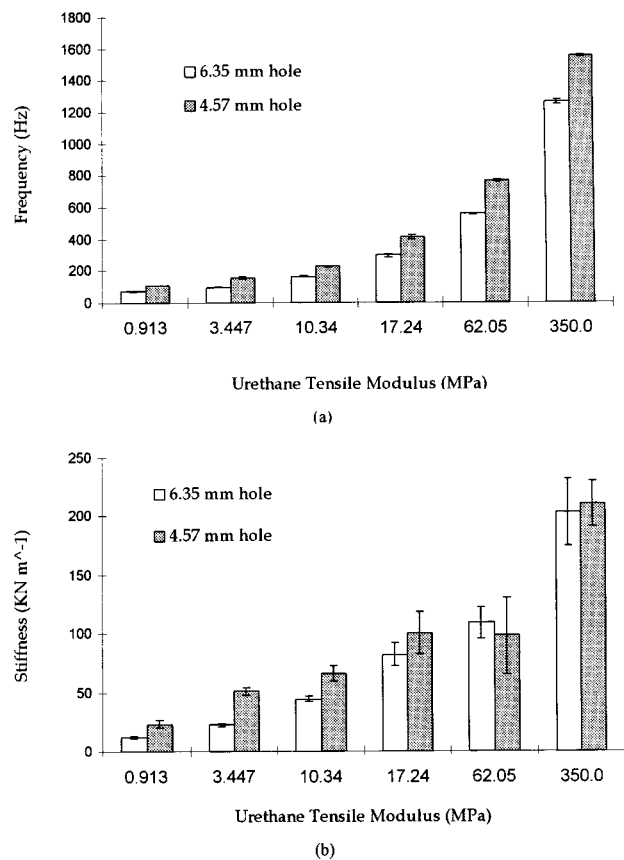 1800
1600
1400
1200
1000
800
600
400
200
0
Frequency (Hz)
6.35 mm hole
4.57 mm hole
0.913 3.447 10.34 17.24 62.05 350.0
Urethane Tensile Modulus (MPa)
(a)
250
200
150
100
50
0
Stiffness (KN m^-1)
6.35 mm hole
4.57 mm hole
0.913 3.447 10.34 17.24 62.05 350.0
Urethane Tensile Modulus (MPa)
(b)